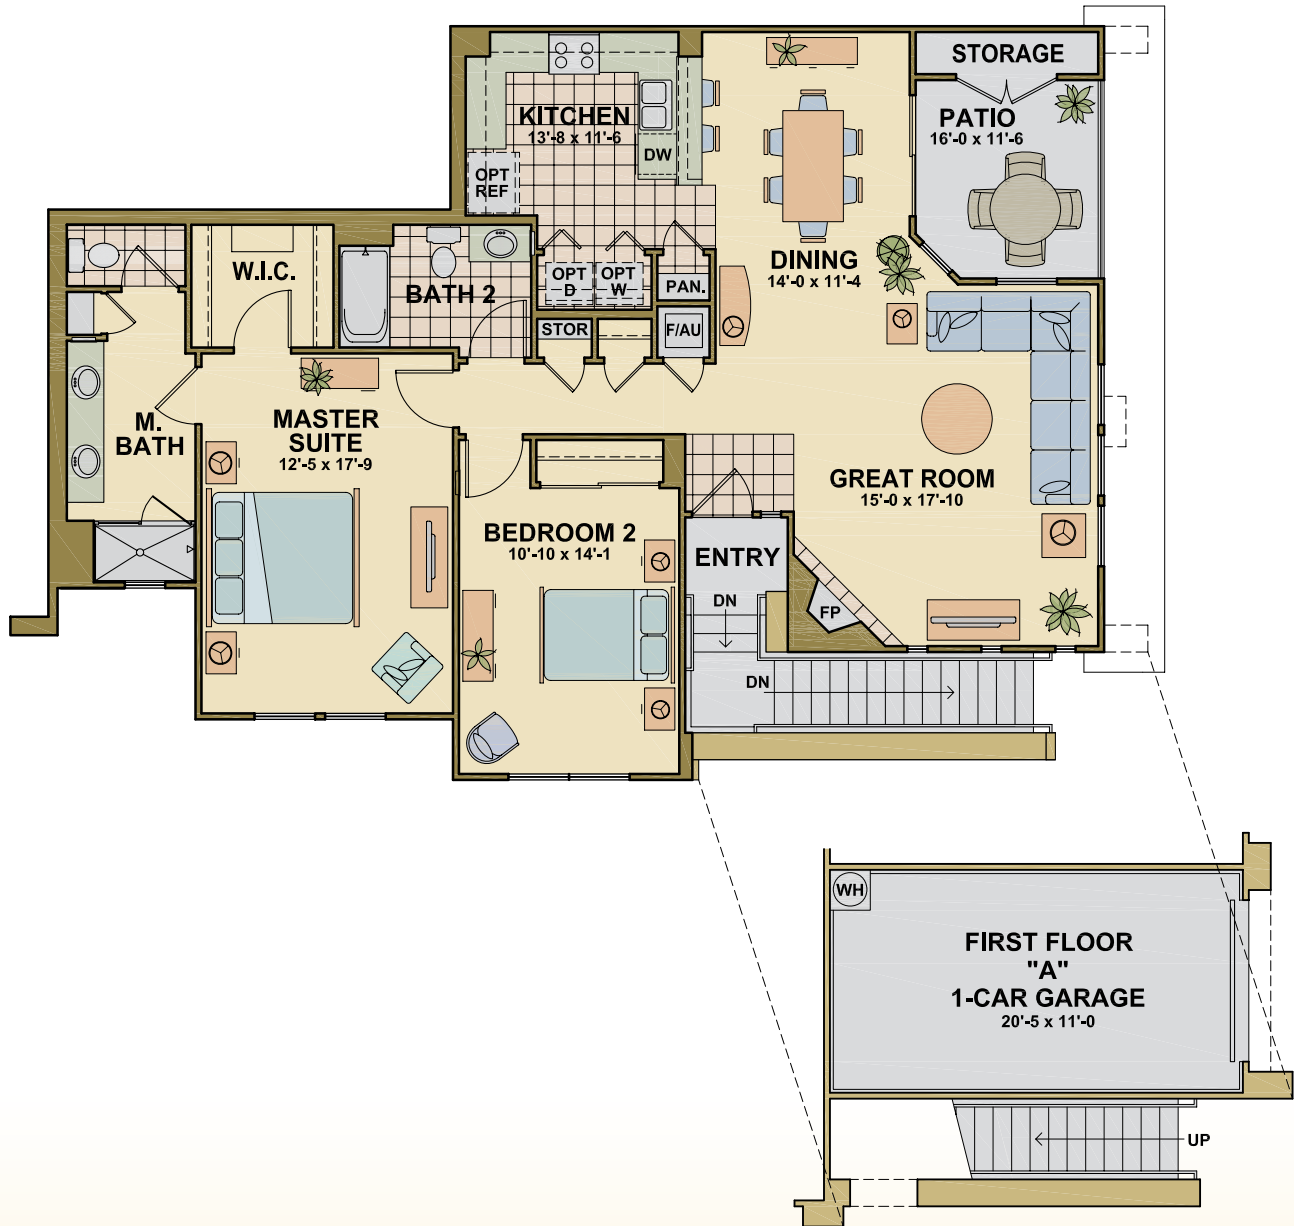 STORAGE
KITCHEN
13'-8 x 11'-6
PATIO
16'-0 x 11'-6
DW
OPT
REF
W.I.C.
BATH 2
OPT
D
OPT
W
PAN.
DINING
14'-0 x 11'-4
STOR
F/AU
M.
BATH
MASTER
SUITE
12'-5 x 17'-9
GREAT ROOM
15'-0 x 17'-10
BEDROOM 2
10'-10 x 14'-1
ENTRY
DN
FP
DN
WH
FIRST FLOOR
"A"
1-CAR GARAGE
20'-5 x 11'-0
UP